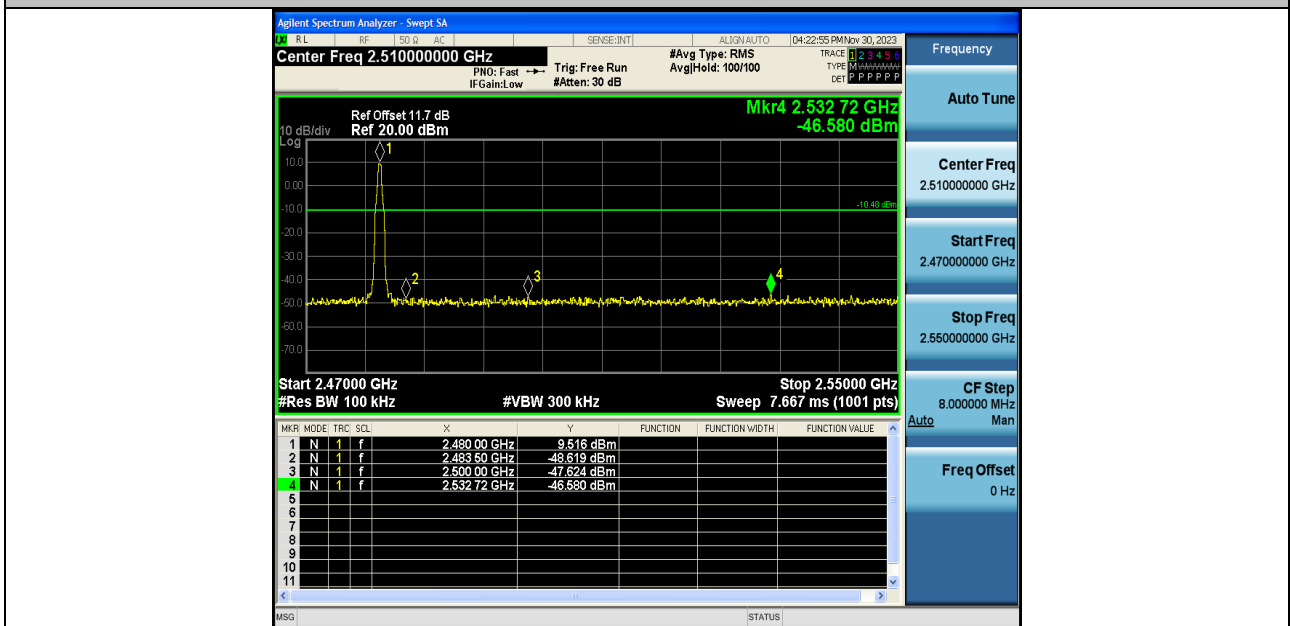 Agilent Spectrum Analyzer - Swept SA
LXI RL RF 50 Ω AC SENSE:INT ALIGN AUTO 04:22:55 PM Nov 30, 2023
Center Freq 2.510000000 GHz
PNO: Fast
IFGain:Low
Trig: Free Run
#Atten: 30 dB
#Avg Type: RMS
Avg|Hold: 100/100
TRACE 1 2 3 4 5 6
TYPE M W W W W W
DET P P P P P P
Mkr4 2.532 72 GHz
-46.580 dBm
Ref Offset 11.7 dB
10 dB/div Ref 20.00 dBm
Log
10.0
0.00
-10.0
-20.0
-30.0
-40.0
-50.0
-60.0
-70.0
1
-10.48 dBm
2
3
4
Start 2.47000 GHz Stop 2.55000 GHz
#Res BW 100 kHz #VBW 300 kHz Sweep 7.667 ms (1001 pts)
MKR MODE TRC SCL X Y FUNCTION FUNCTION WIDTH FUNCTION VALUE
1 N 1 f 2.480 00 GHz 9.516 dBm
2 N 1 f 2.483 50 GHz -48.619 dBm
3 N 1 f 2.500 00 GHz -47.624 dBm
4 N 1 f 2.532 72 GHz -46.580 dBm
5
6
7
8
9
10
11
MSG STATUS
Frequency
Auto Tune
Center Freq
2.510000000 GHz
Start Freq
2.470000000 GHz
Stop Freq
2.550000000 GHz
CF Step
8.000000 MHz
Auto Man
Freq Offset
0 Hz